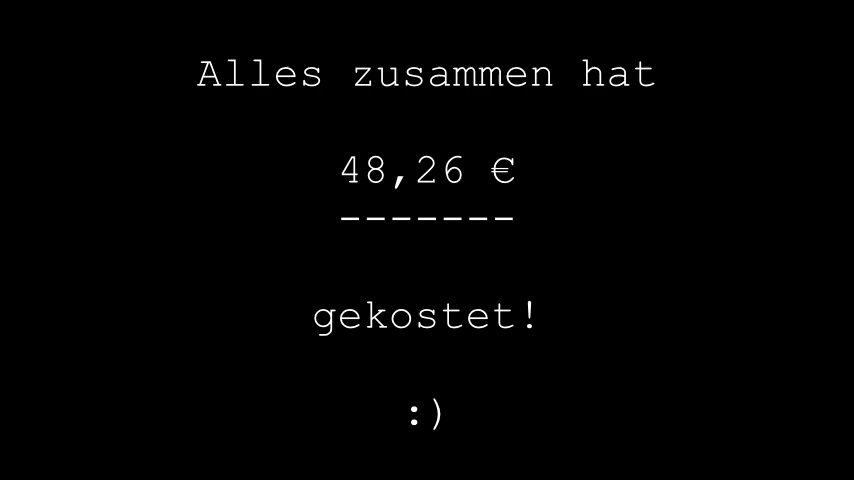 Alles zusammen hat
48,26 €
-------
gekostet!
:)